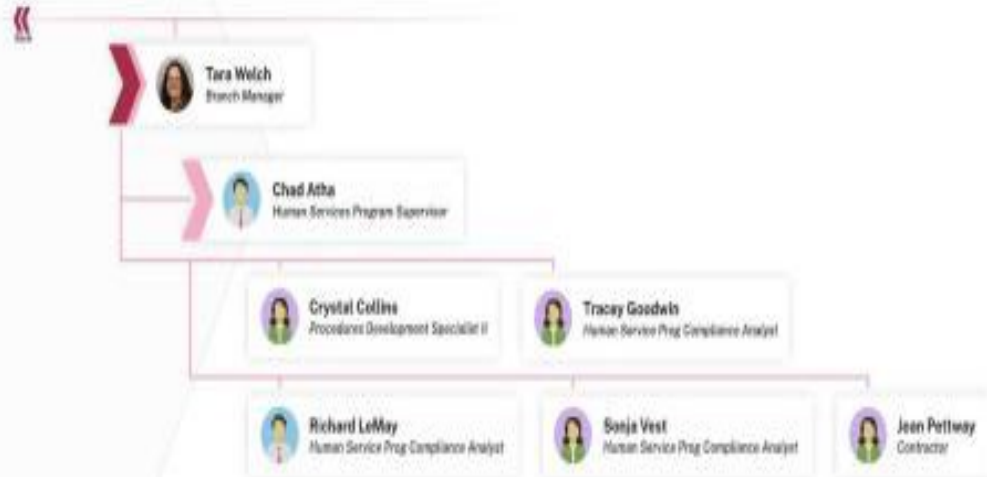 Tara Welch
Branch Manager
Chad Atha
Human Services Program Supervisor
Crystal Collins
Procedures Development Specialist II
Tracey Goodwin
Human Service Prog Compliance Analyst
Richard LeMay
Human Service Prog Compliance Analyst
Sonja Vest
Human Service Prog Compliance Analyst
Jean Pettway
Contractor